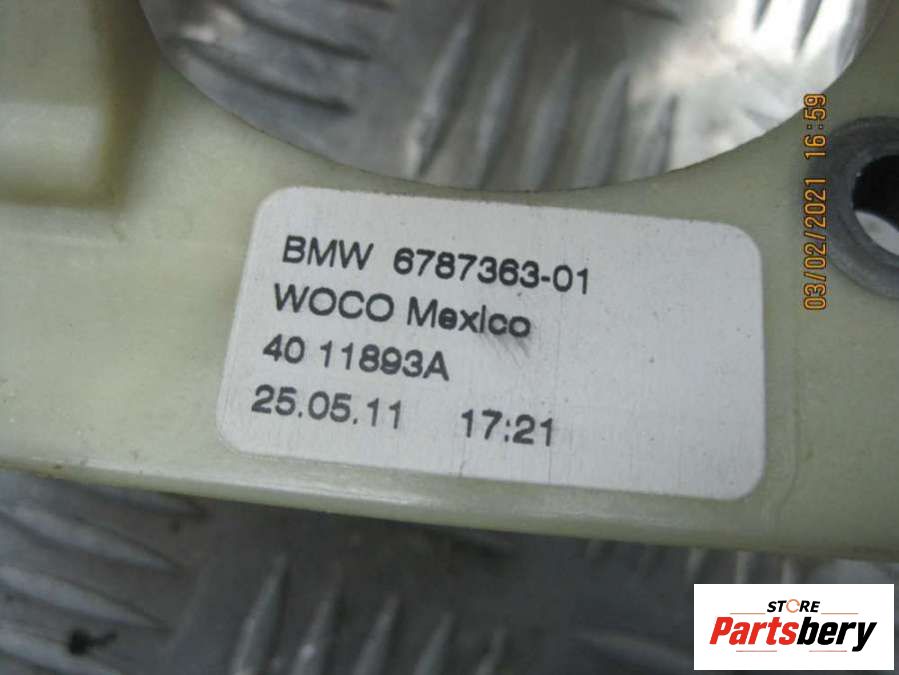 BMW 6787363-01
WOCO Mexico
40 11893A
25.05.11 17:21
03/02/2021 16:59
STORE
Partsbery